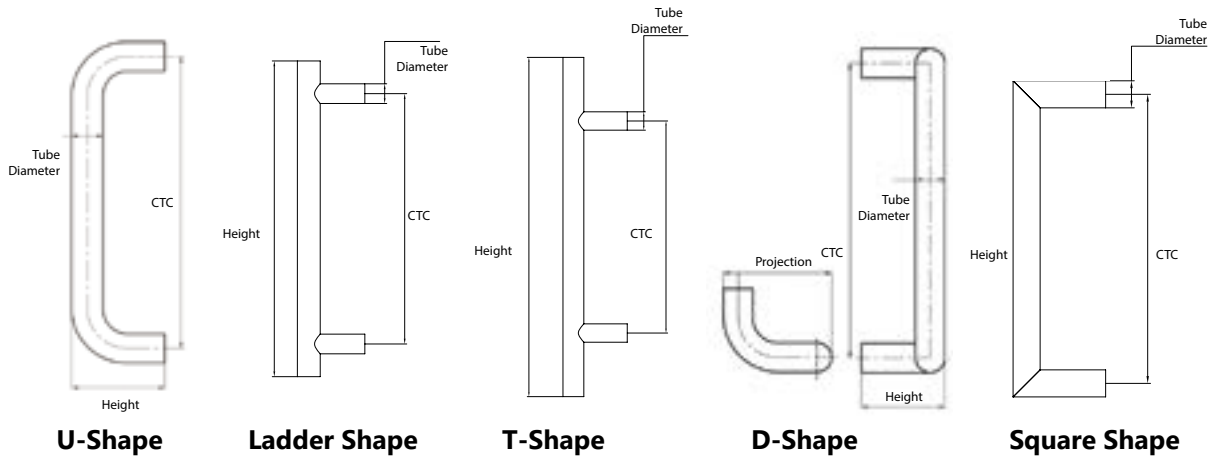 Tube
Diameter
CTC
Height
U-Shape
Tube
Diameter
Height
CTC
Ladder Shape
Tube
Diameter
Height
CTC
T-Shape
Projection
Tube
Diameter
CTC
Height
D-Shape
Tube
Diameter
Height
CTC
Square Shape